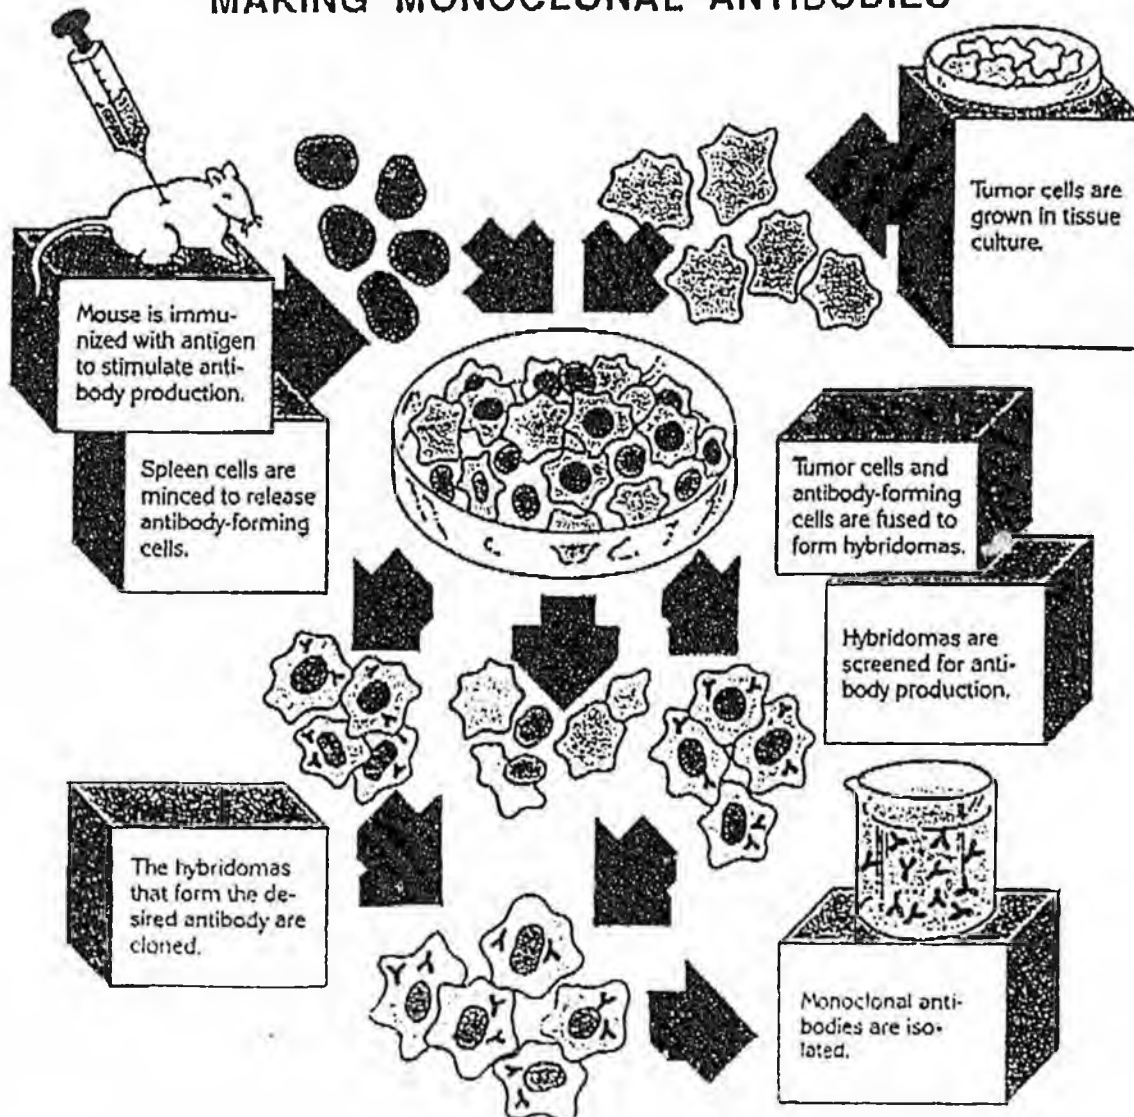 MAKING MONOCLONAL ANTIBODIES
Mouse is immu-
nized with antigen
to stimulate anti-
body production.
Spleen cells are
minced to release
antibody-forming
cells.
Tumor cells are
grown in tissue
culture.
Tumor cells and
antibody-forming
cells are fused to
form hybridomas.
Hybridomas are
screened for anti-
body production.
The hybridomas
that form the de-
sired antibody are
cloned.
Monoclonal anti-
bodies are iso-
lated.